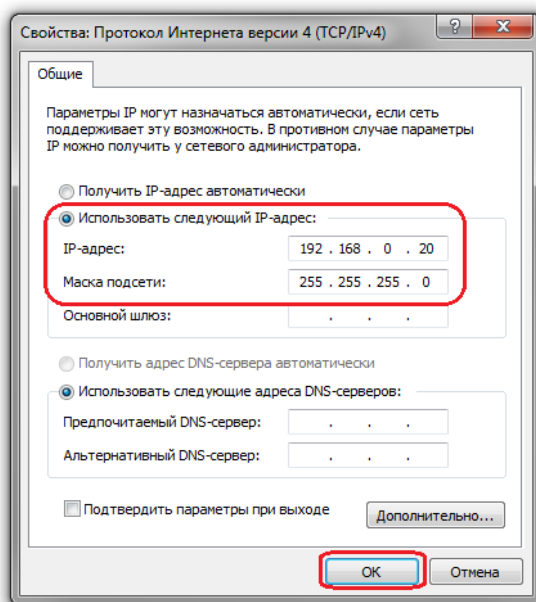 Свойства: Протокол Интернета версии 4 (TCP/IPv4)
Общие
Параметры IP могут назначаться автоматически, если сеть
поддерживает эту возможность. В противном случае параметры
IP можно получить у сетевого администратора.
Получить IP-адрес автоматически
Использовать следующий IP-адрес:
IP-адрес: 192 . 168 . 0 . 20
Маска подсети: 255 . 255 . 255 . 0
Основной шлюз: . . .
Получить адрес DNS-сервера автоматически
Использовать следующие адреса DNS-серверов:
Предпочитаемый DNS-сервер: . . .
Альтернативный DNS-сервер: . . .
Подтвердить параметры при выходе
Дополнительно...
ОК Отмена